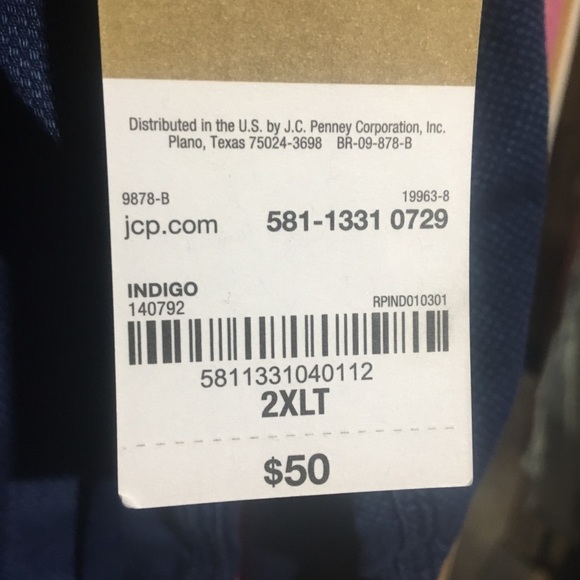 Distributed in the U.S. by J.C. Penney Corporation, Inc.
Plano, Texas 75024-3698 BR-09-878-B
9878-B 19963-8
jcp.com 581-1331 0729
INDIGO
140792 RPIND010301
5811331040112
2XLT
$50